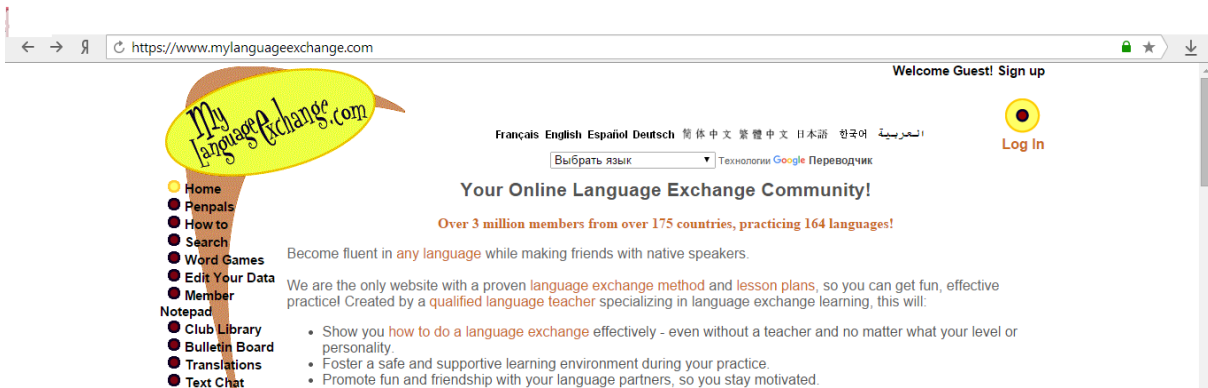 Я https://www.mylanguageexchange.com
Welcome Guest! Sign up
My
LanguageExchange.com
Français English Español Deutsch 简体中文 繁體中文 日本語 한국어 العربية
Log In
Выбрать язык Технологии Google Переводчик
Home
Penpals
How to
Search
Word Games
Edit Your Data
Member
Notepad
Club Library
Bulletin Board
Translations
Text Chat
Your Online Language Exchange Community!
Over 3 million members from over 175 countries, practicing 164 languages!
Become fluent in any language while making friends with native speakers.
We are the only website with a proven language exchange method and lesson plans, so you can get fun, effective
practice! Created by a qualified language teacher specializing in language exchange learning, this will:
• Show you how to do a language exchange effectively - even without a teacher and no matter what your level or
personality.
• Foster a safe and supportive learning environment during your practice.
• Promote fun and friendship with your language partners, so you stay motivated.